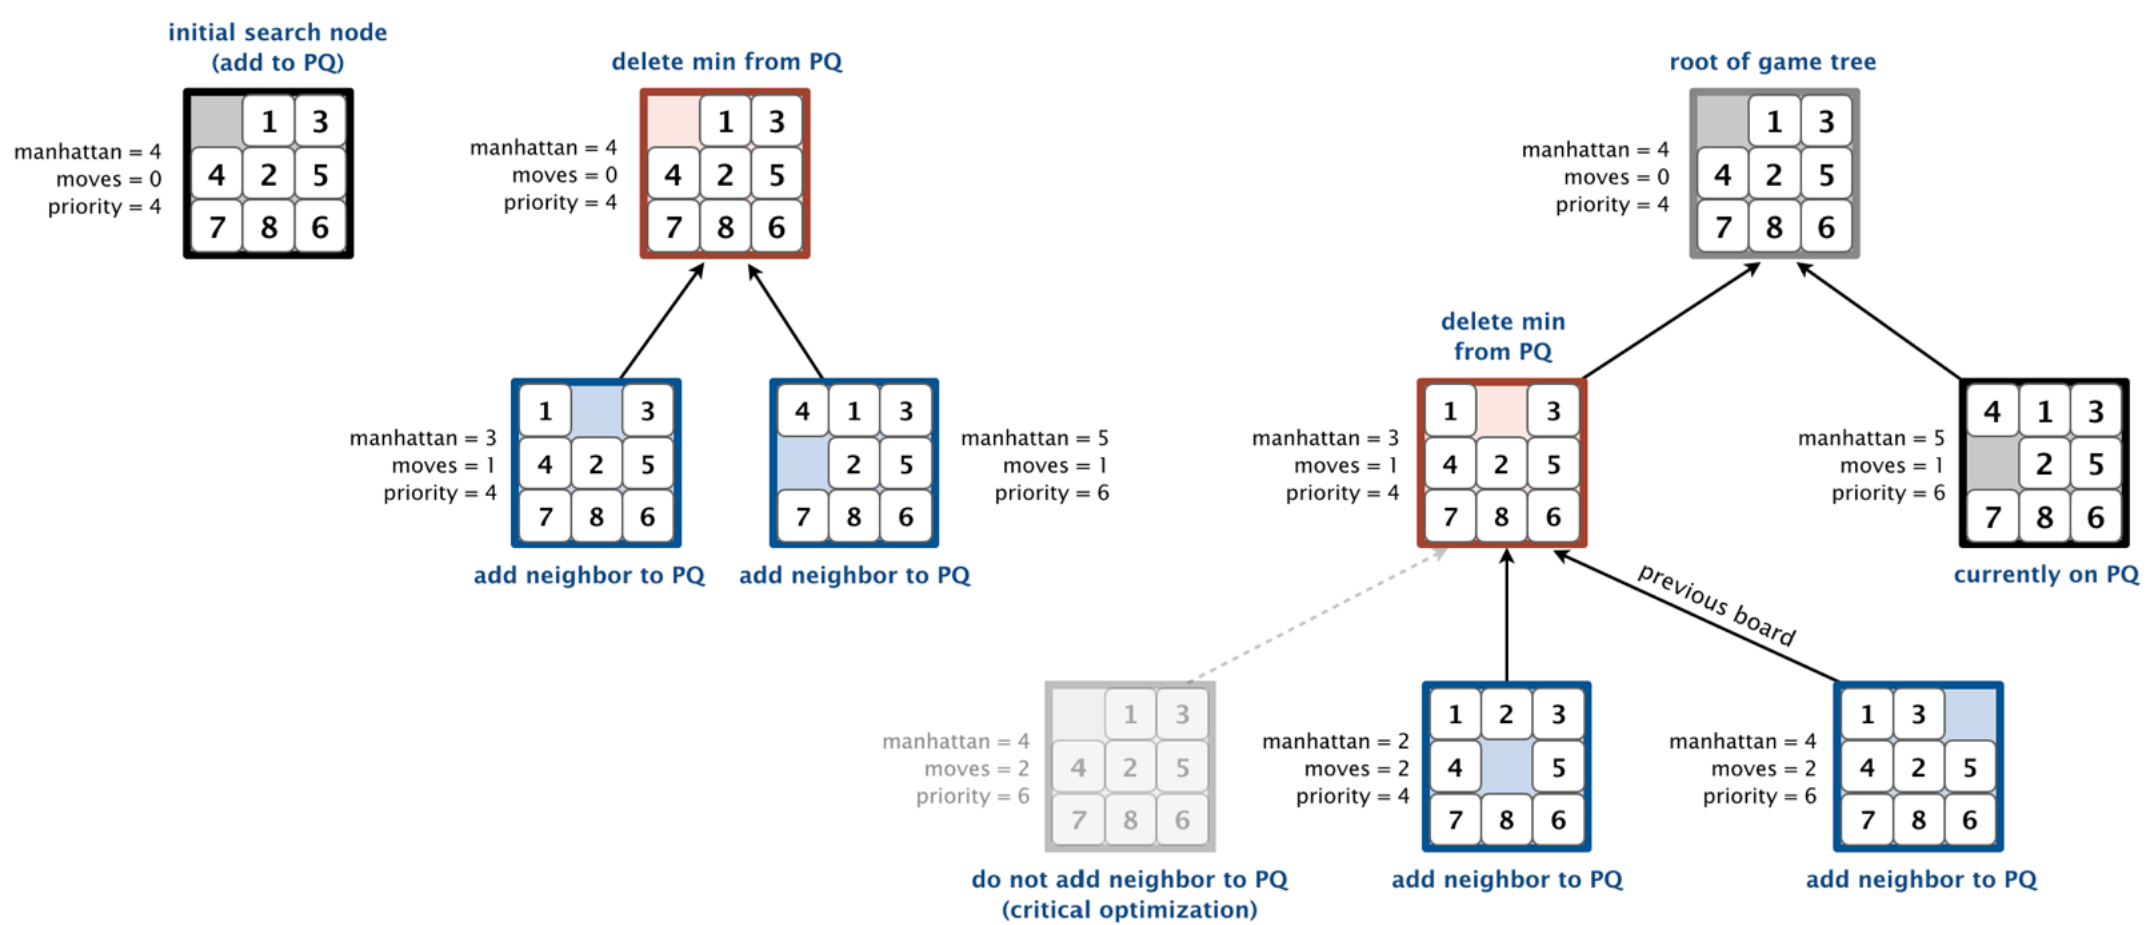 initial search node
(add to PQ)
1 3
4 2 5
7 8 6
manhattan = 4
moves = 0
priority = 4
delete min from PQ
1 3
4 2 5
7 8 6
manhattan = 4
moves = 0
priority = 4
1 3
4 2 5
7 8 6
manhattan = 3
moves = 1
priority = 4
add neighbor to PQ
4 1 3
2 5
7 8 6
manhattan = 5
moves = 1
priority = 6
add neighbor to PQ
root of game tree
1 3
4 2 5
7 8 6
manhattan = 4
moves = 0
priority = 4
delete min
from PQ
1 3
4 2 5
7 8 6
manhattan = 3
moves = 1
priority = 4
4 1 3
2 5
7 8 6
manhattan = 5
moves = 1
priority = 6
currently on PQ
previous board
1 3
4 2 5
7 8 6
manhattan = 4
moves = 2
priority = 6
do not add neighbor to PQ
(critical optimization)
1 2 3
4 5
7 8 6
manhattan = 2
moves = 2
priority = 4
add neighbor to PQ
1 3
4 2 5
7 8 6
manhattan = 4
moves = 2
priority = 6
add neighbor to PQ